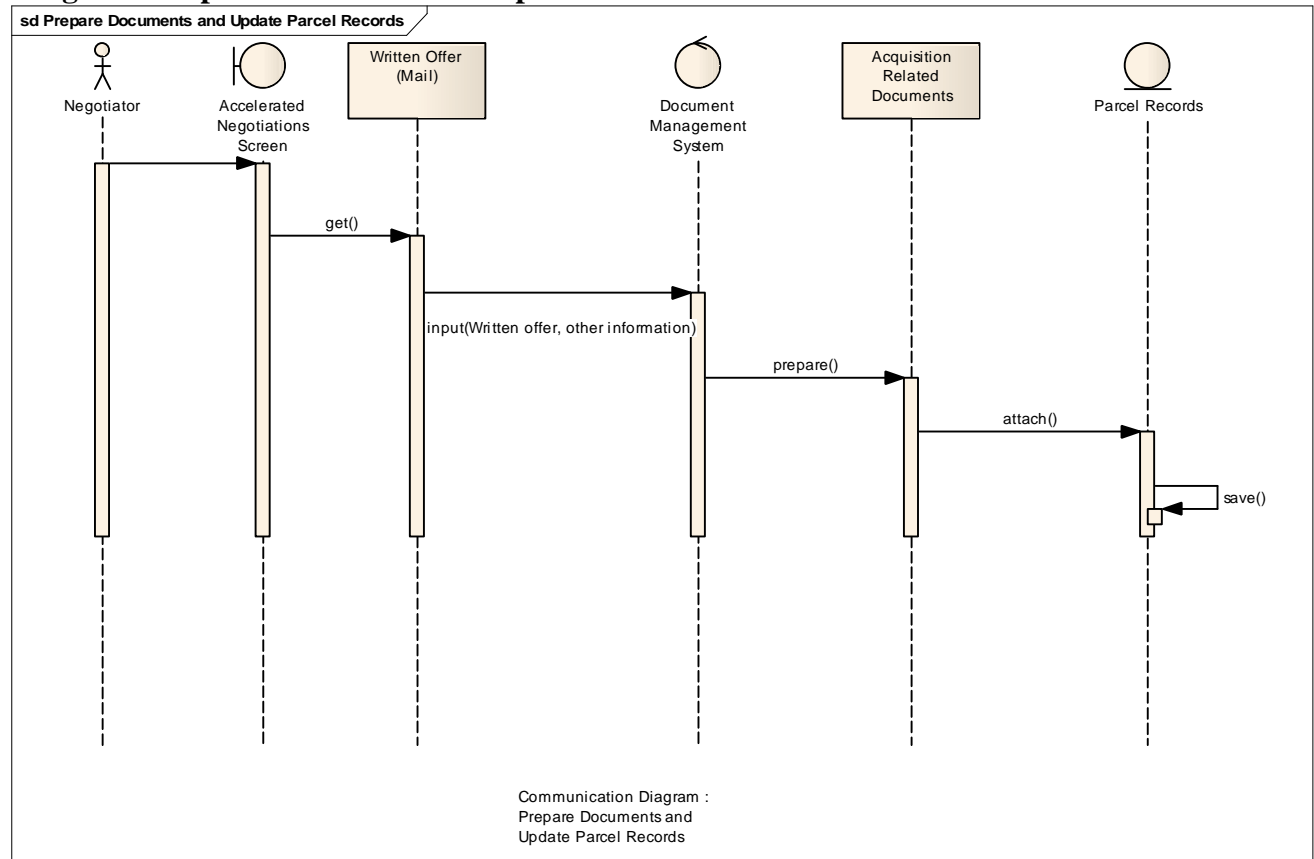 sd Prepare Documents and Update Parcel Records
Negotiator
Accelerated
Negotiations
Screen
Written Offer
(Mail)
Document
Management
System
Acquisition
Related
Documents
Parcel Records
get()
input(Written offer, other information)
prepare()
attach()
save()
Communication Diagram :
Prepare Documents and
Update Parcel Records